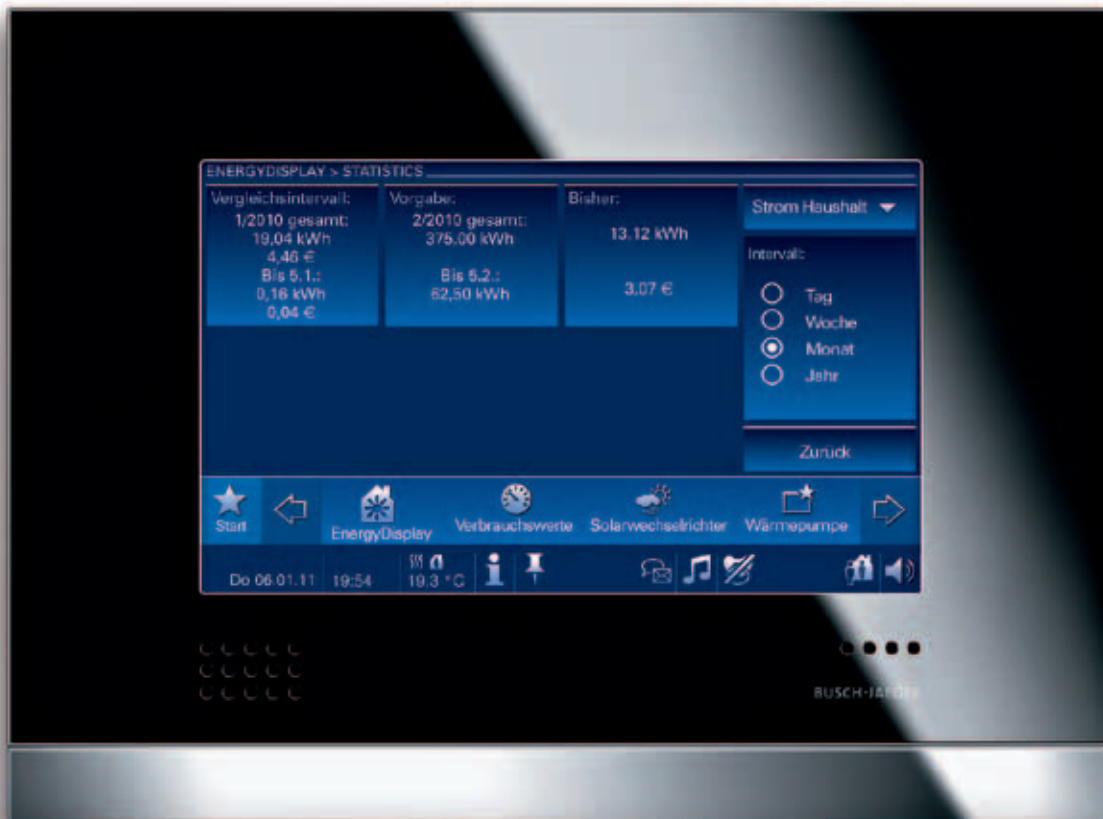 ENERGYDISPLAY > STATISTICS
Vergleichsintervall:
1/2010 gesamt:
19,04 kWh
4,46 €
Bis 5.1.:
0,16 kWh
0,04 €
Vorgabe:
2/2010 gesamt:
375.00 kWh
Bis 5.2.:
62,50 kWh
Bisher:
13.12 kWh
3,07 €
Strom Haushalt
Intervall:
Tag
Woche
Monat
Jahr
Zurück
Start
EnergyDisplay
Verbrauchswerte
Solarwechselrichter
Wärmepumpe
Do 06.01.11
19:54
19.3 °C
BUSCH-JAEGER